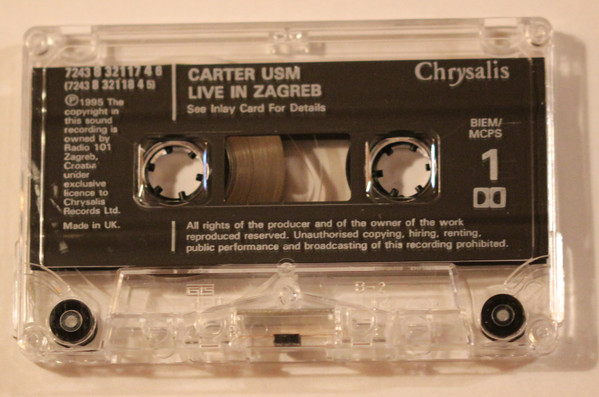 7243 8 32117 4 6
(7243 8 32118 4 5)
CARTER USM
LIVE IN ZAGREB
See Inlay Card For Details
Chrysalis
℗1995 The
copyright in
this sound
recording is
owned by
Radio 101
Zagreb,
Croatia
under
exclusive
licence to
Chrysalis
Records Ltd.
Made in UK.
BIEM/
MCPS
1
All rights of the producer and of the owner of the work
reproduced reserved. Unauthorised copying, hiring, renting,
public performance and broadcasting of this recording prohibited.